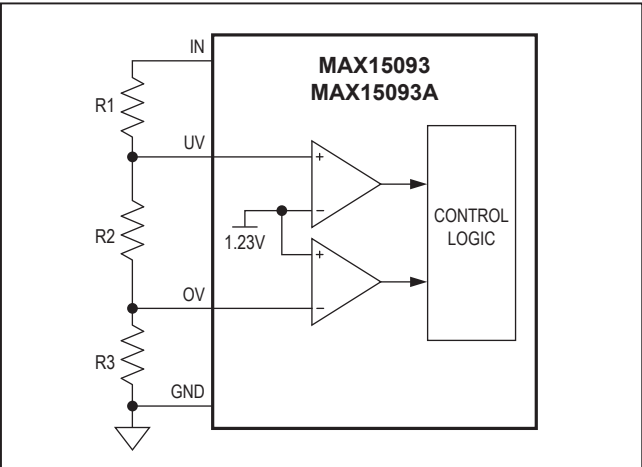 IN
MAX15093
MAX15093A
R1
UV
+
−
1.23V
CONTROL
LOGIC
R2
+
OV
−
R3
GND